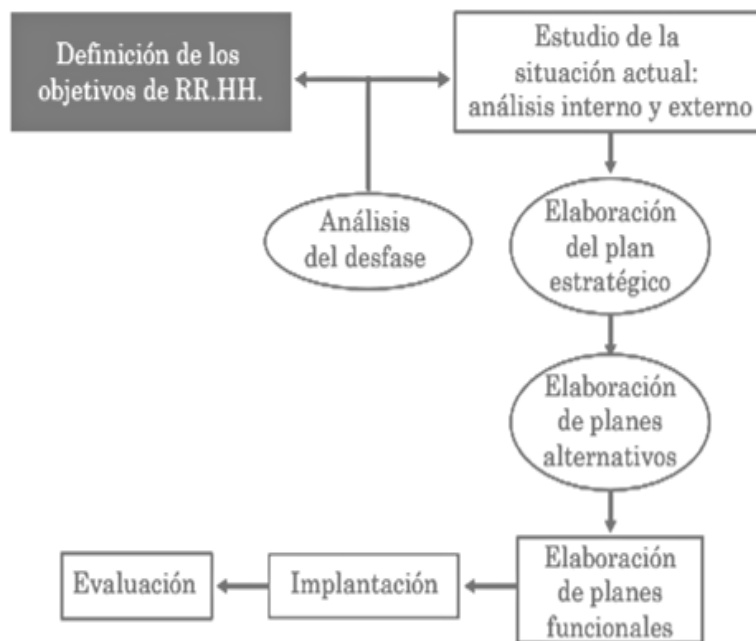 Definición de los
objetivos de RR.HH.
Estudio de la
situación actual:
análisis interno y externo
Análisis
del desfase
Elaboración
del plan
estratégico
Elaboración
de planes
alternativos
Elaboración
de planes
funcionales
Implantación
Evaluación